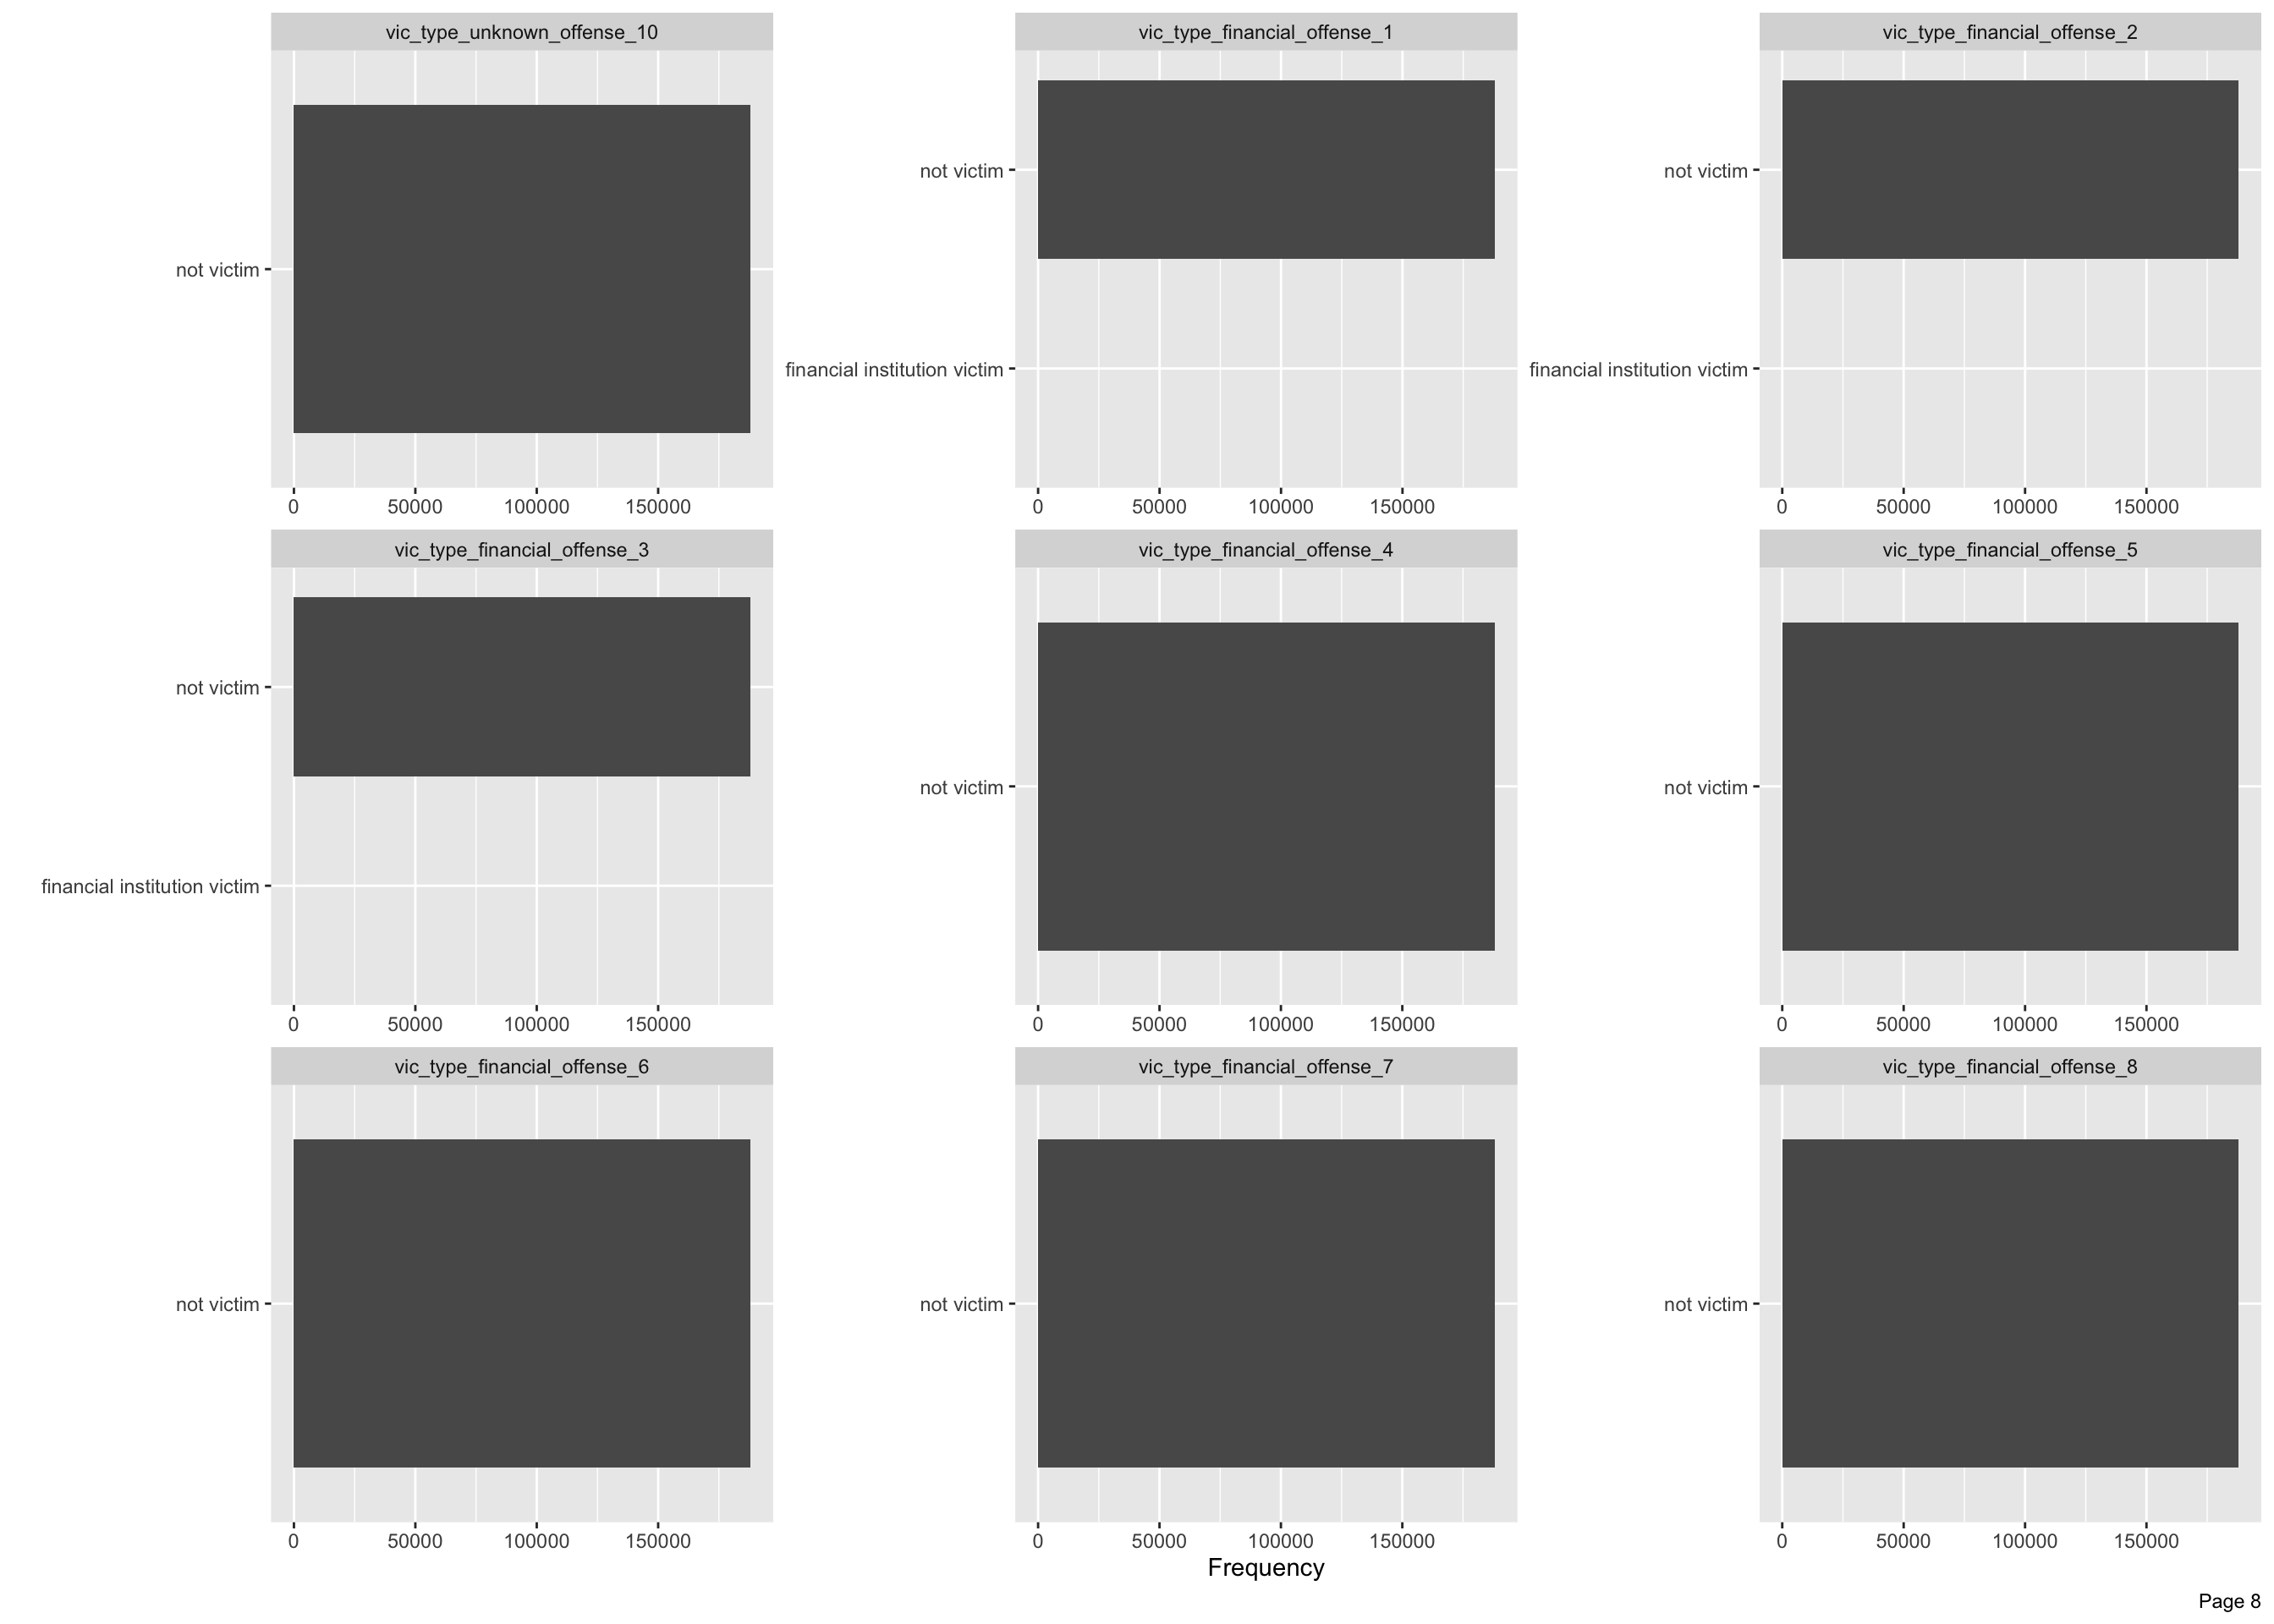 vic_type_unknown_offense_10
vic_type_financial_offense_1
vic_type_financial_offense_2
not victim
not victim
financial institution victim
not victim
financial institution victim
0 50000 100000 150000
0 50000 100000 150000
0 50000 100000 150000
vic_type_financial_offense_3
vic_type_financial_offense_4
vic_type_financial_offense_5
not victim
financial institution victim
not victim
not victim
0 50000 100000 150000
0 50000 100000 150000
0 50000 100000 150000
vic_type_financial_offense_6
vic_type_financial_offense_7
vic_type_financial_offense_8
not victim
not victim
not victim
0 50000 100000 150000
0 50000 100000 150000
0 50000 100000 150000
Frequency
Page 8